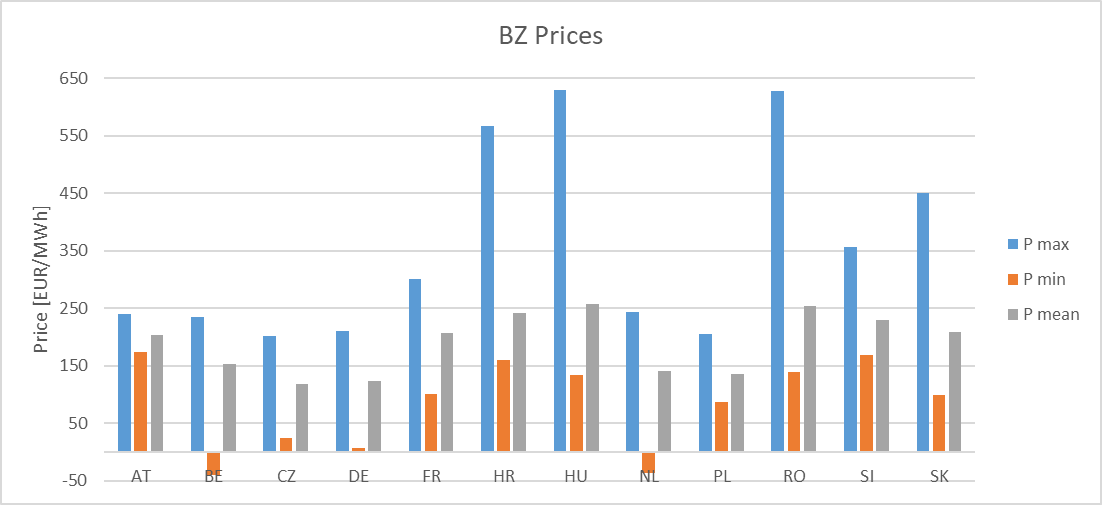 BZ Prices
Price [EUR/MWh]
650
550
450
350
250
150
50
-50
AT BE CZ DE FR HR HU NL PL RO SI SK
P max
P min
P mean